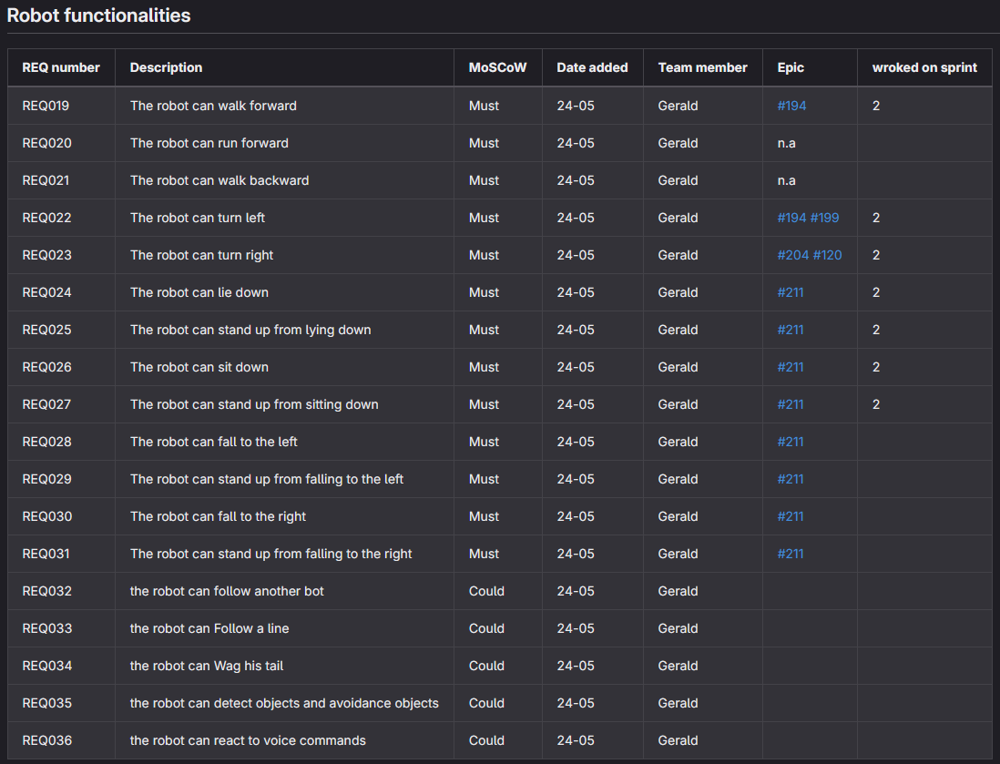 Robot functionalities
REQ number Description MoSCoW Date added Team member Epic wroked on sprint
REQ019 The robot can walk forward Must 24-05 Gerald #194 2
REQ020 The robot can run forward Must 24-05 Gerald n.a
REQ021 The robot can walk backward Must 24-05 Gerald n.a
REQ022 The robot can turn left Must 24-05 Gerald #194 #199 2
REQ023 The robot can turn right Must 24-05 Gerald #204 #120 2
REQ024 The robot can lie down Must 24-05 Gerald #211 2
REQ025 The robot can stand up from lying down Must 24-05 Gerald #211 2
REQ026 The robot can sit down Must 24-05 Gerald #211 2
REQ027 The robot can stand up from sitting down Must 24-05 Gerald #211 2
REQ028 The robot can fall to the left Must 24-05 Gerald #211
REQ029 The robot can stand up from falling to the left Must 24-05 Gerald #211
REQ030 The robot can fall to the right Must 24-05 Gerald #211
REQ031 The robot can stand up from falling to the right Must 24-05 Gerald #211
REQ032 the robot can follow another bot Could 24-05 Gerald
REQ033 the robot can Follow a line Could 24-05 Gerald
REQ034 the robot can Wag his tail Could 24-05 Gerald
REQ035 the robot can detect objects and avoidance objects Could 24-05 Gerald
REQ036 the robot can react to voice commands Could 24-05 Gerald